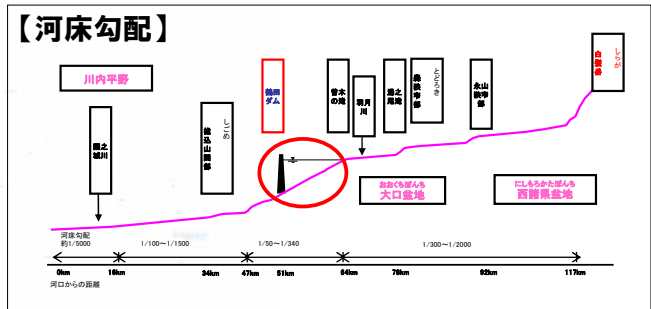 【河床勾配】
川内平野
隈之城川
しごめ
推込山間部
鶴田ダム
曽木の滝
羽月川
湯之尾滝
とどろき
轟狭窄部
永山狭窄部
しらが
白髪岳
おおくちぼんち
大口盆地
にしもろかたぼんち
西諸県盆地
河床勾配
約1/5000
1/100～1/1500
1/50～1/340
1/300～1/2000
0km
16km
34km
47km
51km
64km
76km
92km
117km
河口からの距離